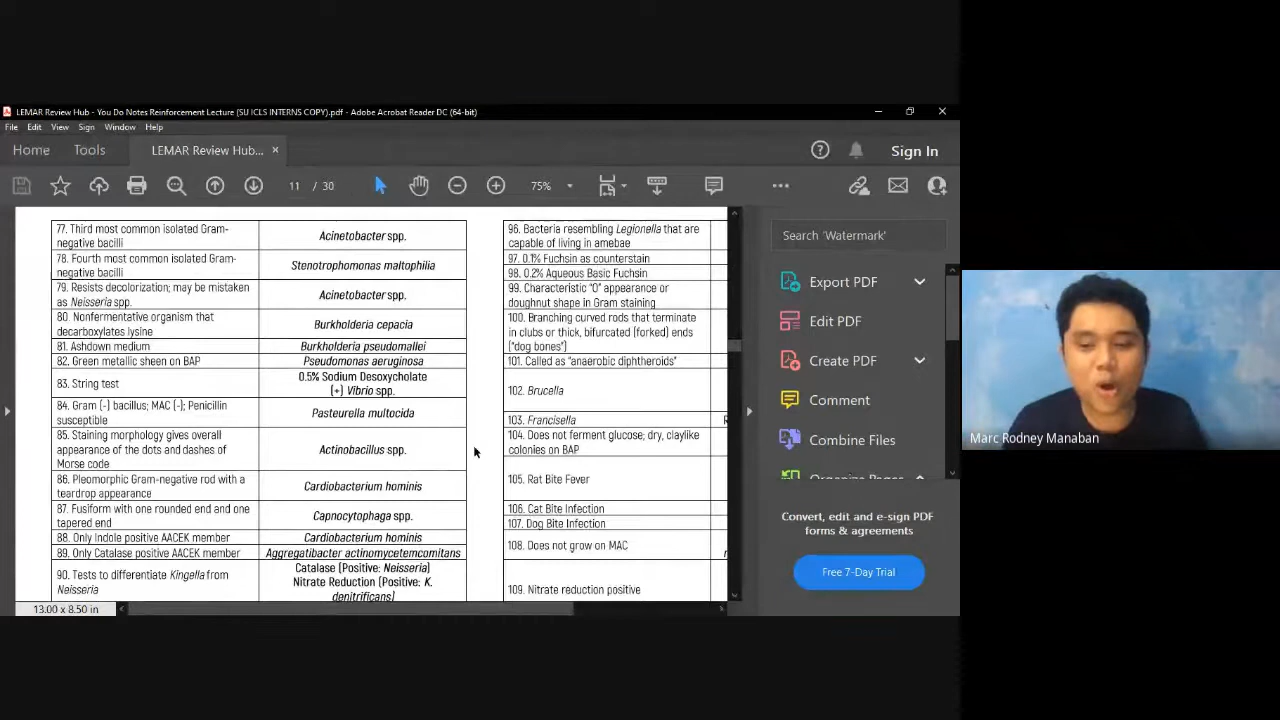 LEMAR Review Hub - You Do Notes Reinforcement Lecture (SU ICLS INTERNS COPY).pdf - Adobe Acrobat Reader DC (64-bit)
File Edit View Sign Window Help
Home Tools LEMAR Review Hub... × Sign In
11 / 30 75%
77. Third most common isolated Gram-
negative bacilli
Acinetobacter spp.
78. Fourth most common isolated Gram-
negative bacilli
Stenotrophomonas maltophilia
79. Resists decolorization; may be mistaken
as Neisseria spp.
Acinetobacter spp.
80. Nonfermentative organism that
decarboxylates lysine
Burkholderia cepacia
81. Ashdown medium
Burkholderia pseudomallei
82. Green metallic sheen on BAP
Pseudomonas aeruginosa
83. String test
0.5% Sodium Desoxycholate
(+) Vibrio spp.
84. Gram (-) bacillus; MAC (-); Penicillin
susceptible
Pasteurella multocida
85. Staining morphology gives overall
appearance of the dots and dashes of
Morse code
Actinobacillus spp.
86. Pleomorphic Gram-negative rod with a
teardrop appearance
Cardiobacterium hominis
87. Fusiform with one rounded end and one
tapered end
Capnocytophaga spp.
88. Only Indole positive AACEK member
Cardiobacterium hominis
89. Only Catalase positive AACEK member
Aggregatibacter actinomycetemcomitans
90. Tests to differentiate Kingella from
Neisseria
Catalase (Positive: Neisseria)
Nitrate Reduction (Positive: K.
denitrificans)
96. Bacteria resembling Legionella that are
capable of living in amebae
97. 0.1% Fuchsin as counterstain
98. 0.2% Aqueous Basic Fuchsin
99. Characteristic "O" appearance or
doughnut shape in Gram staining
100. Branching curved rods that terminate
in clubs or thick, bifurcated (forked) ends
("dog bones")
101. Called as "anaerobic diphtheroids"
102. Brucella
103. Francisella
104. Does not ferment glucose; dry, claylike
colonies on BAP
105. Rat Bite Fever
106. Cat Bite Infection
107. Dog Bite Infection
108. Does not grow on MAC
109. Nitrate reduction positive
13.00 x 8.50 in
Search 'Watermark'
Export PDF
Edit PDF
Create PDF
Comment
Combine Files
Organize Pages
Convert, edit and e-sign PDF
forms & agreements
Free 7-Day Trial
Marc Rodney Manaban